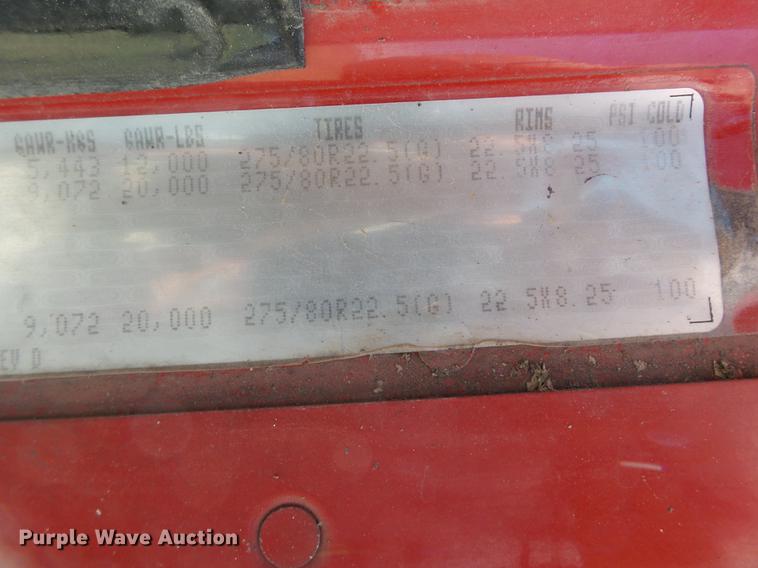 GAWR-KGS GAWR-LBS TIRES RIMS PSI COLD
5,443 12,000 275/80R22.5(G) 22.5X8.25 100
9,072 20,000 275/80R22.5(G) 22.5X8.25 100
9,072 20,000 275/80R22.5(G) 22.5X8.25 100
EV D
Purple Wave Auction